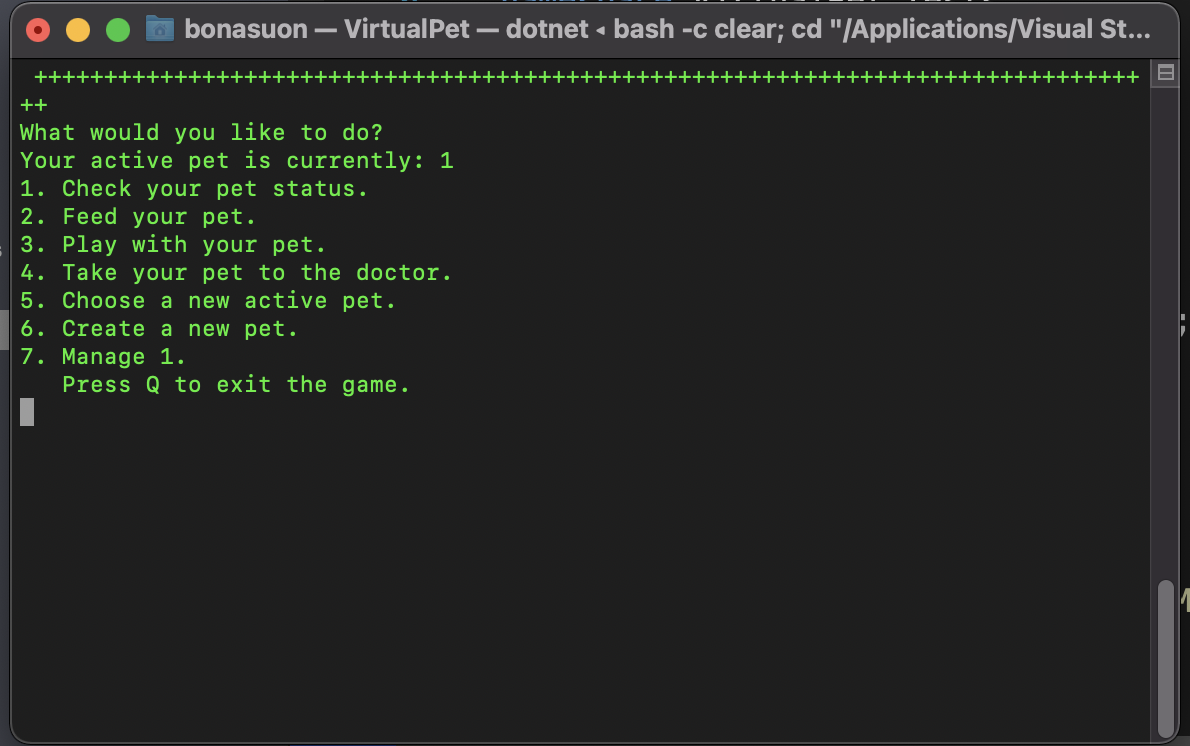 bonasuon — VirtualPet — dotnet ◂ bash -c clear; cd "/Applications/Visual St...
+++++++++++++++++++++++++++++++++++++++++++++++++++++++++++++++++++++++++++++++
++
What would you like to do?
Your active pet is currently: 1
1. Check your pet status.
2. Feed your pet.
3. Play with your pet.
4. Take your pet to the doctor.
5. Choose a new active pet.
6. Create a new pet.
7. Manage 1.
Press Q to exit the game.